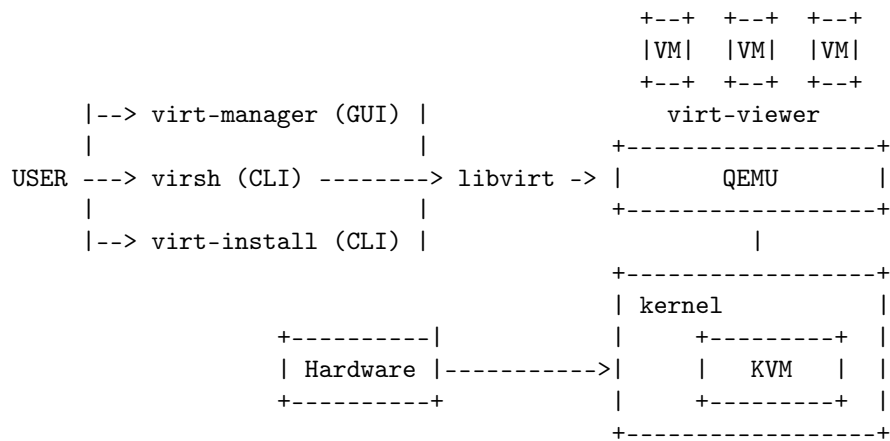 +--+  +--+  +--+
|VM|  |VM|  |VM|
+--+  +--+  +--+
|--> virt-manager (GUI) |             virt-viewer
|                       |          +------------------+
USER ---> virsh (CLI) --------> libvirt -> |       QEMU       |
|                       |          +------------------+
|--> virt-install (CLI) |                  |
+------------------+
| kernel           |
+----------|          |    +---------+   |
| Hardware |----------->|    |   KVM   |   |
+----------+          |    +---------+   |
+------------------+